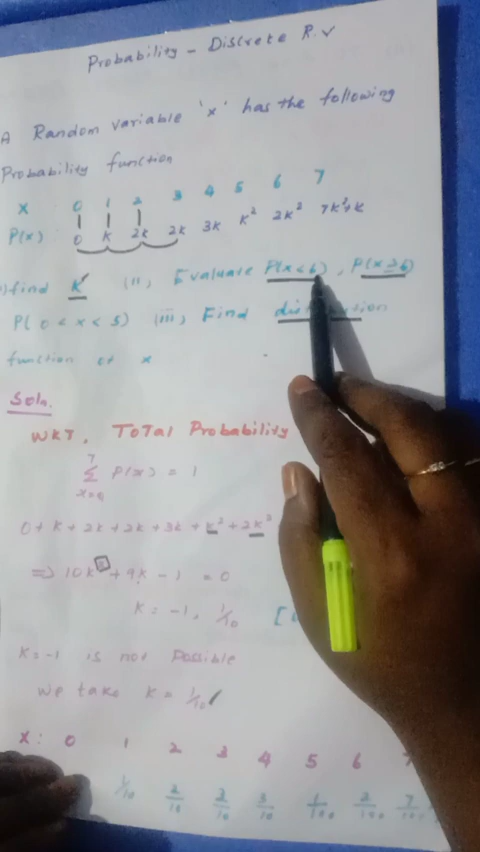 Probability - Discrete R.V
A Random variable 'x' has the following
Probability function
X 0 1 2 3 4 5 6 7
P(x) 0 K 2K 2K 3K K² 2K² 7K²+K
find K (ii) Evaluate P(x<6), P(x≥6)
P(0<x<5) (iii) Find distribution
function of x
Soln.
WKT, Total Probability
7
Σ P(x) = 1
x=0
0+K+2K+2K+3K+K²+2K²
⇒ 10K²+9K-1 = 0
K = -1, 1/10 [
K=-1 is not possible
We take K = 1/10
X: 0 1 2 3 4 5 6 7
1/10 2/10 2/10 3/10 1/100 2/100